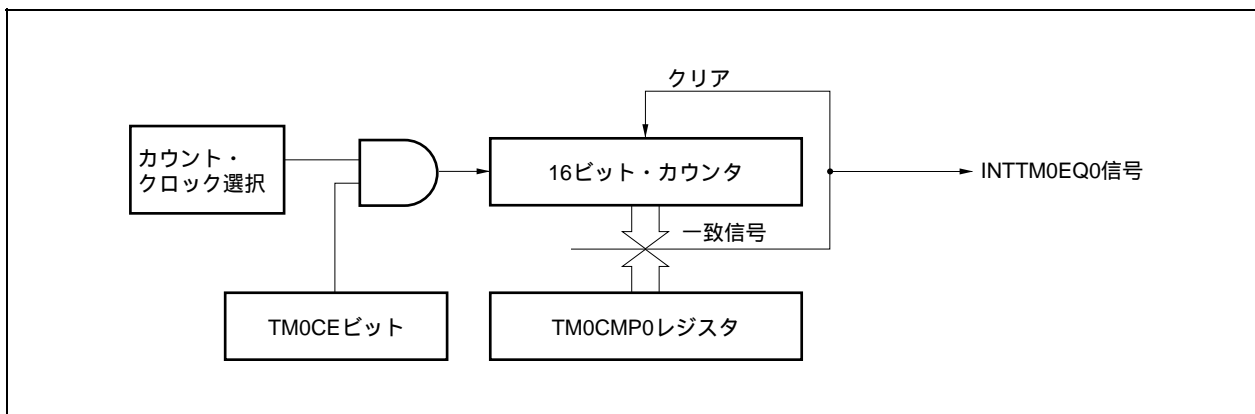 クリア
カウント・
クロック選択
16ビット・カウンタ
INTTM0EQ0信号
一致信号
TM0CEビット
TM0CMP0レジスタ